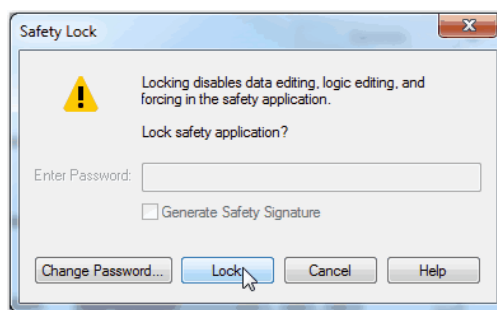 Safety Lock
Locking disables data editing, logic editing, and
forcing in the safety application.
Lock safety application?
Enter Password:
Generate Safety Signature
Change Password... Lock Cancel Help